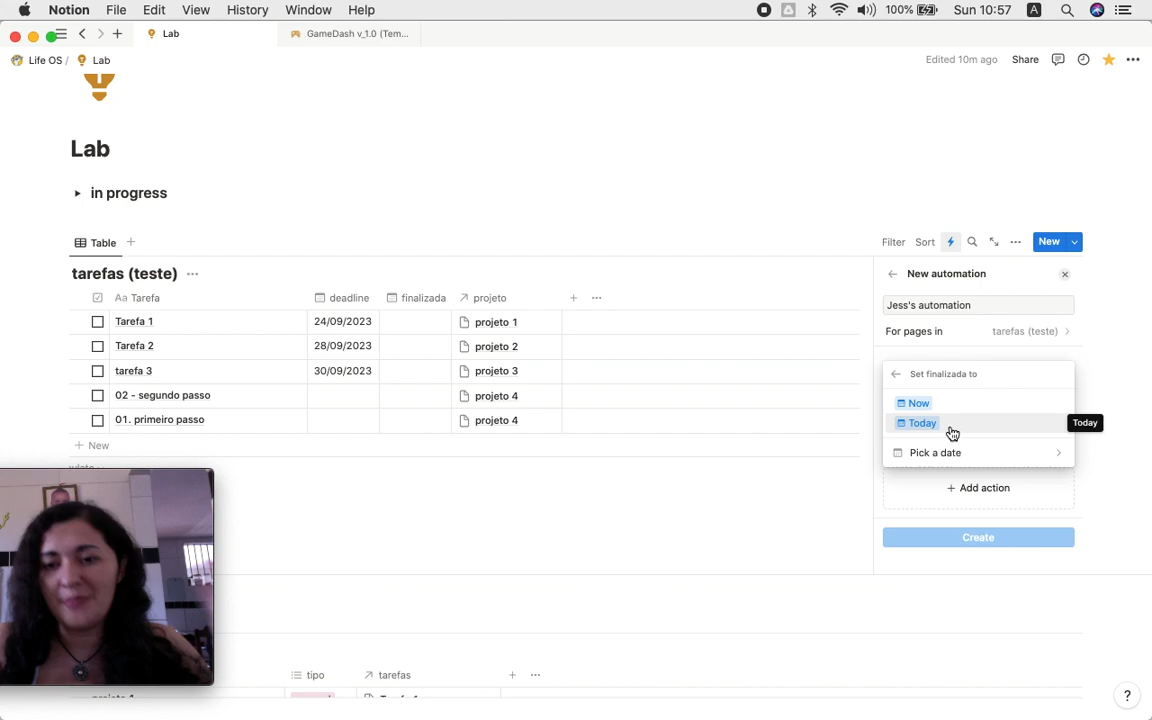 Notion File Edit View History Window Help 100% Sun 10:57 A
Lab GameDash v_1.0 (Tem...
Life OS / Lab Edited 10m ago Share
Lab
in progress
Table Filter Sort New
tarefas (teste) New automation
Aa Tarefa deadline finalizada projeto
Jess's automation
Tarefa 1 24/09/2023 projeto 1
For pages in tarefas (teste)
Tarefa 2 28/09/2023 projeto 2
tarefa 3 30/09/2023 projeto 3
Set finalizada to
02 - segundo passo projeto 4
Now
01. primeiro passo projeto 4
Today Today
New
Pick a date
Add action
Create
tipo tarefas
?